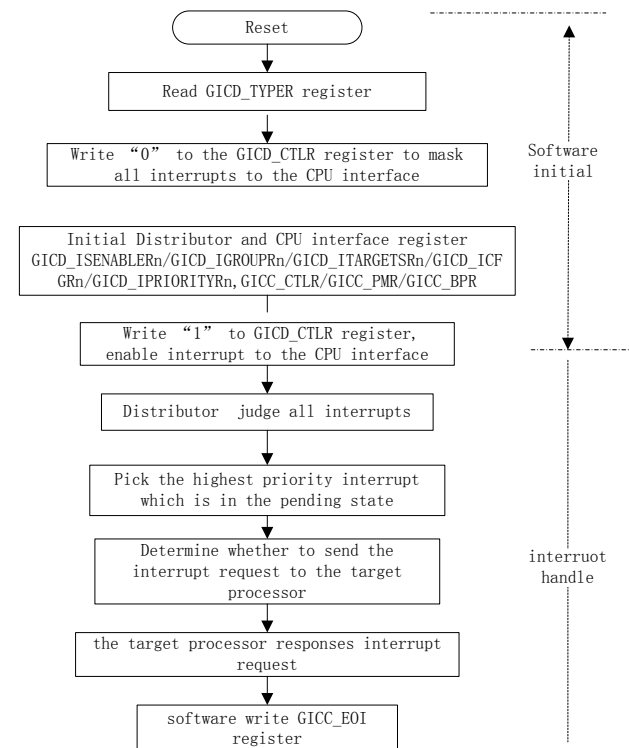 Reset
Read GICD_TYPER register
Write “0” to the GICD_CTLR register to mask
all interrupts to the CPU interface
Software
initial
Initial Distributor and CPU interface register
GICD_ISENABLERn/GICD_IGROUPRn/GICD_ITARGETSRn/GICD_ICF
GRn/GICD_IPRIORITYRn,GICC_CTLR/GICC_PMR/GICC_BPR
Write “1” to GICD_CTLR register,
enable interrupt to the CPU interface
Distributor judge all interrupts
Pick the highest priority interrupt
which is in the pending state
Determine whether to send the
interrupt request to the target
processor
interruot
handle
the target processor responses interrupt
request
software write GICC_EOI
register